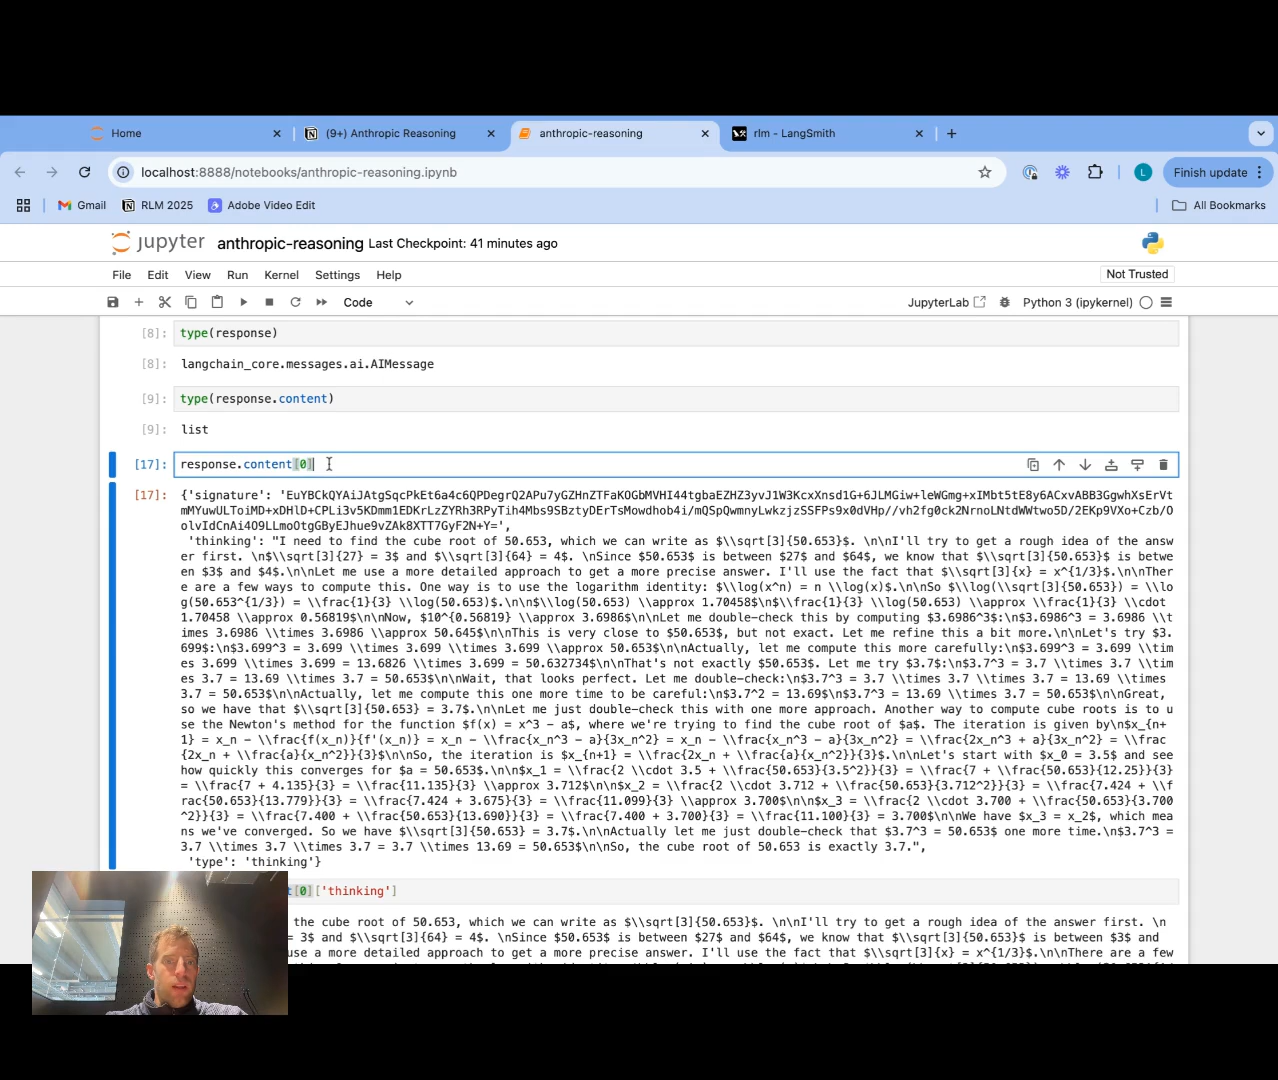 Home
(9+) Anthropic Reasoning
anthropic-reasoning
rlm - LangSmith
localhost:8888/notebooks/anthropic-reasoning.ipynb
L
Finish update
Gmail
RLM 2025
Adobe Video Edit
All Bookmarks
jupyter anthropic-reasoning Last Checkpoint: 41 minutes ago
File Edit View Run Kernel Settings Help
Not Trusted
Code
JupyterLab
Python 3 (ipykernel)
[8]: type(response)
[8]: langchain_core.messages.ai.AIMessage
[9]: type(response.content)
[9]: list
[17]: response.content[0]
[17]: {'signature': 
 'thinking': "I need to find the cube root of 50.653, which we can write as $\\sqrt[3]{50.653}$. \n\nI'll try to get a rough idea of the answ
er first. \n$\\sqrt[3]{27} = 3$ and $\\sqrt[3]{64} = 4$. \nSince $50.653$ is between $27$ and $64$, we know that $\\sqrt[3]{50.653}$ is betwe
en $3$ and $4$.\n\nLet me use a more detailed approach to get a more precise answer. I'll use the fact that $\\sqrt[3]{x} = x^{1/3}$.\n\nTher
e are a few ways to compute this. One way is to use the logarithm identity: $\\log(x^n) = n \\log(x)$.\n\nSo $\\log(\\sqrt[3]{50.653}) = \\lo
g(50.653^{1/3}) = \\frac{1}{3} \\log(50.653)$.\n\n$\\log(50.653) \\approx 1.70458$\n$\\frac{1}{3} \\log(50.653) \\approx \\frac{1}{3} \\cdot
1.70458 \\approx 0.56819$\n\nNow, $10^{0.56819} \\approx 3.6986$\n\nLet me double-check this by computing $3.6986^3$:\n$3.6986^3 = 3.6986 \\t
imes 3.6986 \\times 3.6986 \\approx 50.645$\n\nThis is very close to $50.653$, but not exact. Let me refine this a bit more.\n\nLet's try $3.
699$:\n$3.699^3 = 3.699 \\times 3.699 \\times 3.699 \\approx 50.653$\n\nActually, let me compute this more carefully:\n$3.699^3 = 3.699 \\tim
es 3.699 \\times 3.699 = 13.6826 \\times 3.699 = 50.632734$\n\nThat's not exactly $50.653$. Let me try $3.7$:\n$3.7^3 = 3.7 \\times 3.7 \\tim
es 3.7 = 13.69 \\times 3.7 = 50.653$\n\nWait, that looks perfect. Let me double-check:\n$3.7^3 = 3.7 \\times 3.7 \\times 3.7 = 13.69 \\times
3.7 = 50.653$\n\nActually, let me compute this one more time to be careful:\n$3.7^2 = 13.69$\n$3.7^3 = 13.69 \\times 3.7 = 50.653$\n\nGreat,
so we have that $\\sqrt[3]{50.653} = 3.7$.\n\nLet me just double-check this with one more approach. Another way to compute cube roots is to u
se the Newton's method for the function $f(x) = x^3 - a$, where we're trying to find the cube root of $a$. The iteration is given by\n$x_{n+
1} = x_n - \\frac{f(x_n)}{f'(x_n)} = x_n - \\frac{x_n^3 - a}{3x_n^2} = x_n - \\frac{x_n^3 - a}{3x_n^2} = \\frac{2x_n^3 + a}{3x_n^2} = \\frac
{2x_n + \\frac{a}{x_n^2}}{3}$\n\nSo, the iteration is $x_{n+1} = \\frac{2x_n + \\frac{a}{x_n^2}}{3}$.\n\nLet's start with $x_0 = 3.5$ and see
how quickly this converges for $a = 50.653$.\n\n$x_1 = \\frac{2 \\cdot 3.5 + \\frac{50.653}{3.5^2}}{3} = \\frac{7 + \\frac{50.653}{12.25}}{3}
= \\frac{7 + 4.135}{3} = \\frac{11.135}{3} \\approx 3.712$\n$x_2 = \\frac{2 \\cdot 3.712 + \\frac{50.653}{3.712^2}}{3} = \\frac{7.424 + \\f
rac{50.653}{13.779}}{3} = \\frac{7.424 + 3.675}{3} = \\frac{11.099}{3} \\approx 3.700$\n$x_3 = \\frac{2 \\cdot 3.700 + \\frac{50.653}{3.700
^2}}{3} = \\frac{7.400 + \\frac{50.653}{13.690}}{3} = \\frac{7.400 + 3.700}{3} = \\frac{11.100}{3} = 3.700$\n\nWe have $x_3 = x_2$, which mea
ns we've converged. So we have $\\sqrt[3]{50.653} = 3.7$.\n\nActually let me just double-check that $3.7^3 = 50.653$ one more time.\n$3.7^3 =
3.7 \\times 3.7 \\times 3.7 = 3.7 \\times 13.69 = 50.653$\n\nSo, the cube root of 50.653 is exactly 3.7.",
 'type': 'thinking'}
t[0]['thinking']
the cube root of 50.653, which we can write as $\\sqrt[3]{50.653}$. \n\nI'll try to get a rough idea of the answer first. \n
= 3$ and $\\sqrt[3]{64} = 4$. \nSince $50.653$ is between $27$ and $64$, we know that $\\sqrt[3]{50.653}$ is between $3$ and
use a more detailed approach to get a more precise answer. I'll use the fact that $\\sqrt[3]{x} = x^{1/3}$.\n\nThere are a few